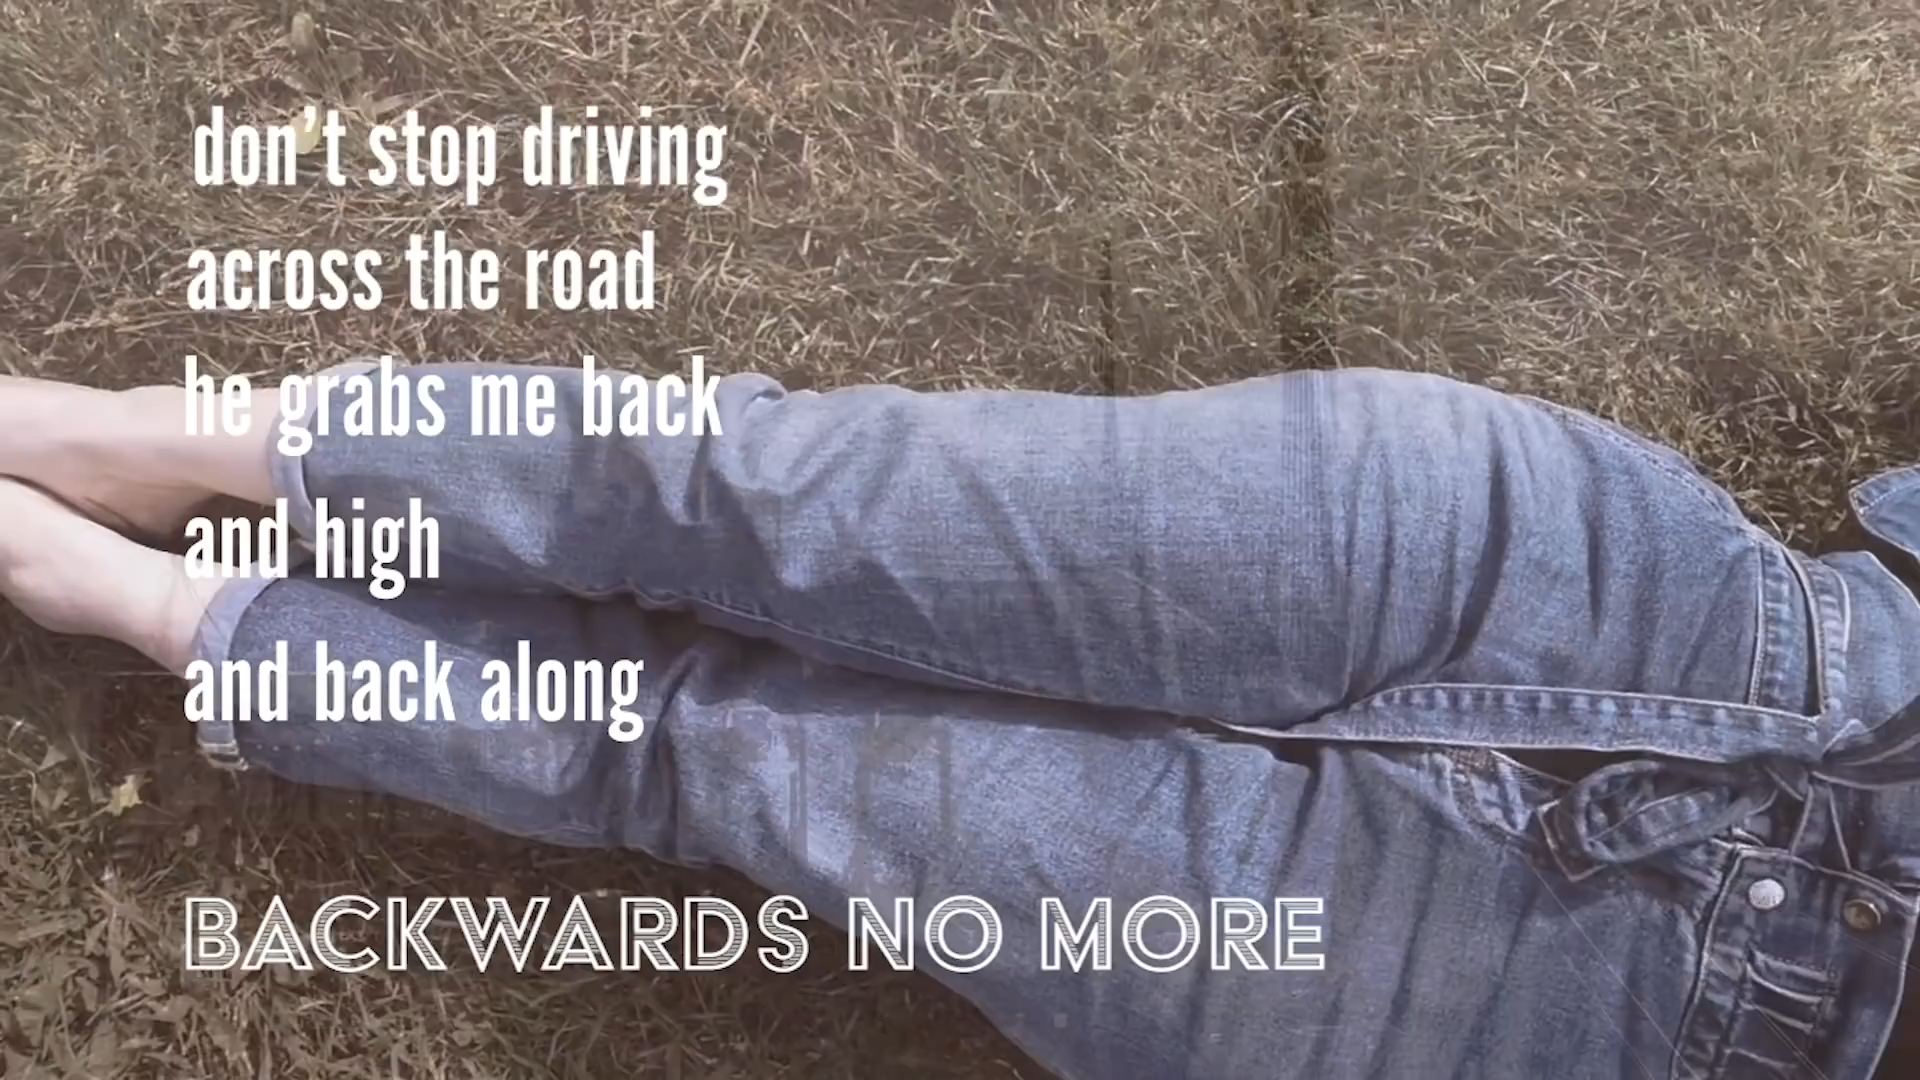 don't stop driving
across the road
he grabs me back
and high
and back along
BACKWARDS NO MORE